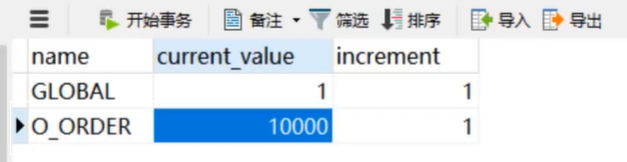 开始事务 备注 筛选 排序 导入 导出
name current_value increment
GLOBAL 1 1
O_ORDER 10000 1